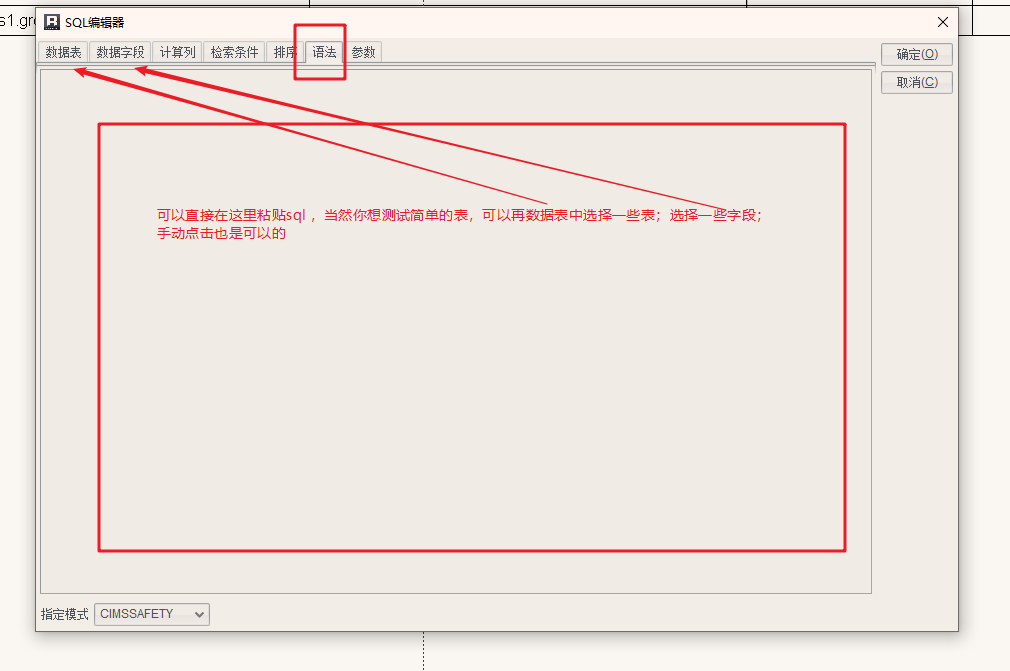 s1.gr
SQL编辑器
数据表 数据字段 计算列 检索条件 排序 语法 参数
确定(O)
取消(C)
可以直接在这里粘贴sql ，当然你想测试简单的表，可以再数据表中选择一些表；选择一些字段；
手动点击也是可以的
指定模式 CIMSSAFETY